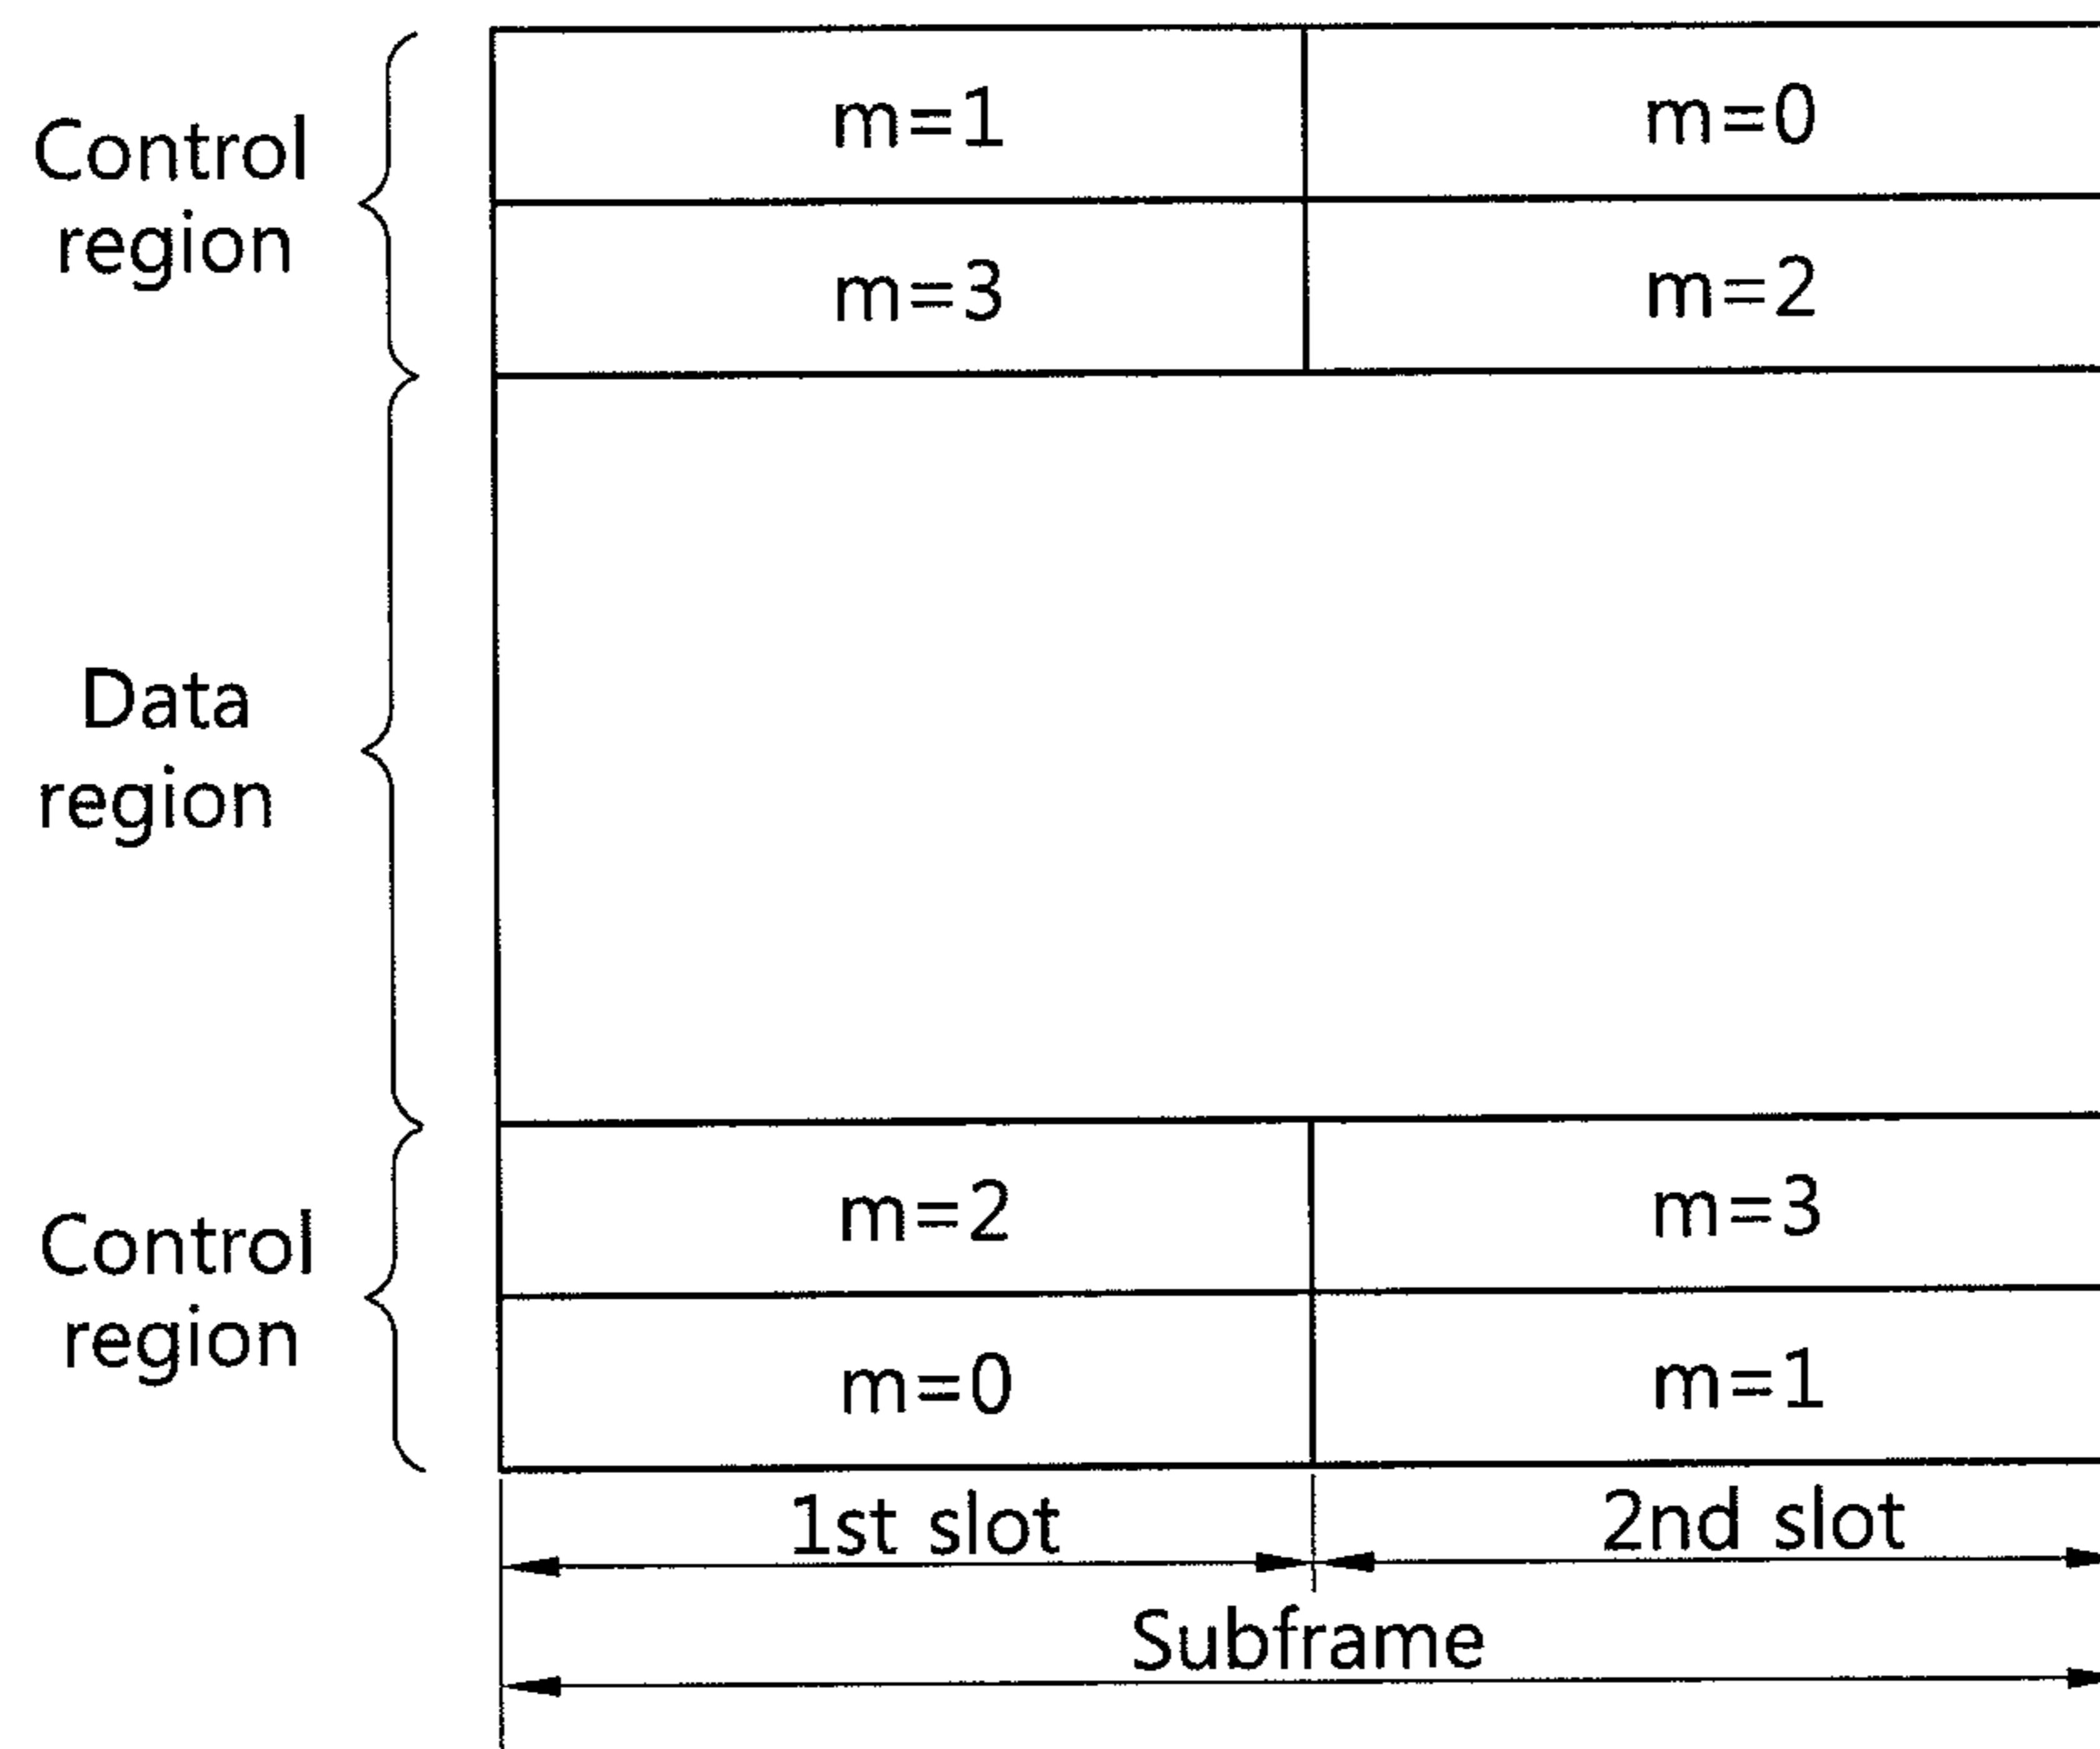 Control
region
m=1
m=0
m=3
m=2
Data
region
Control
region
m=2
m=3
m=0
m=1
1st slot
2nd slot
Subframe